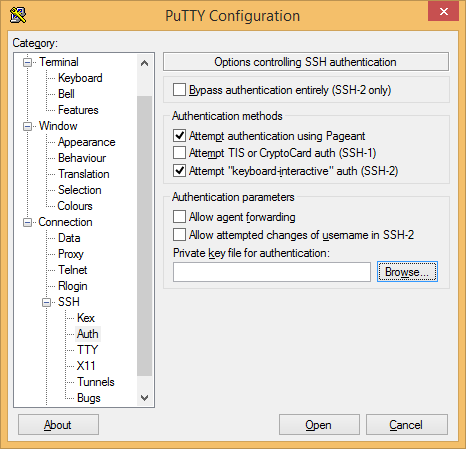 PuTTY Configuration
Category:
Terminal
Keyboard
Bell
Features
Window
Appearance
Behaviour
Translation
Selection
Colours
Connection
Data
Proxy
Telnet
Rlogin
SSH
Kex
Auth
TTY
X11
Tunnels
Bugs
Options controlling SSH authentication
Bypass authentication entirely (SSH-2 only)
Authentication methods
Attempt authentication using Pageant
Attempt TIS or CryptoCard auth (SSH-1)
Attempt "keyboard-interactive" auth (SSH-2)
Authentication parameters
Allow agent forwarding
Allow attempted changes of username in SSH-2
Private key file for authentication:
Browse...
About
Open
Cancel